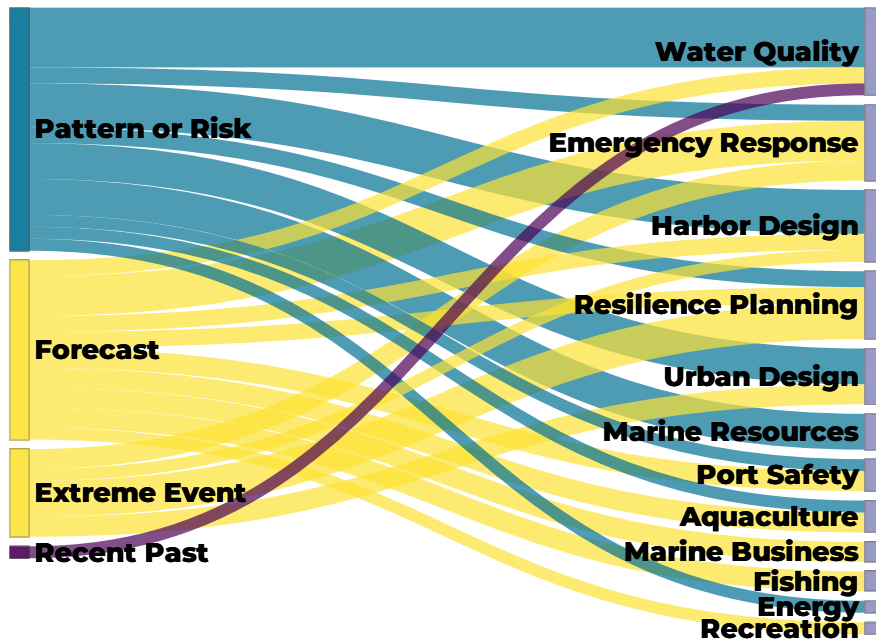 Pattern or Risk
Forecast
Extreme Event
Recent Past
Water Quality
Emergency Response
Harbor Design
Resilience Planning
Urban Design
Marine Resources
Port Safety
Aquaculture
Marine Business
Fishing
Energy
Recreation